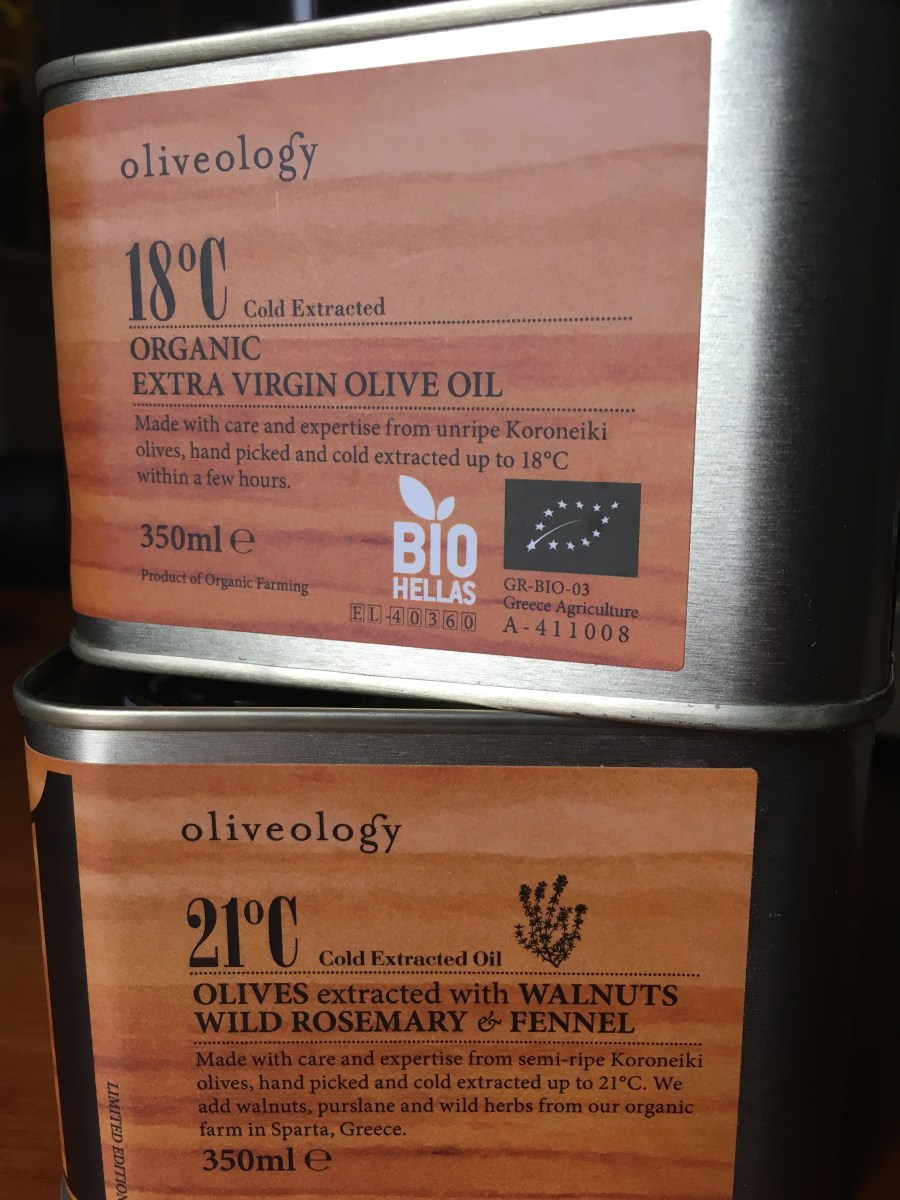 oliveology
18ºC Cold Extracted
ORGANIC
EXTRA VIRGIN OLIVE OIL
Made with care and expertise from unripe Koroneiki
olives, hand picked and cold extracted up to 18°C
within a few hours.
350ml ℮
Product of Organic Farming
BIO
HELLAS
EL-40360
GR-BIO-03
Greece Agriculture
A-411008
oliveology
21ºC Cold Extracted Oil
OLIVES extracted with WALNUTS
WILD ROSEMARY & FENNEL
Made with care and expertise from semi-ripe Koroneiki
olives, hand picked and cold extracted up to 21°C. We
add walnuts, purslane and wild herbs from our organic
farm in Sparta, Greece.
350ml ℮
LIMITED EDITION